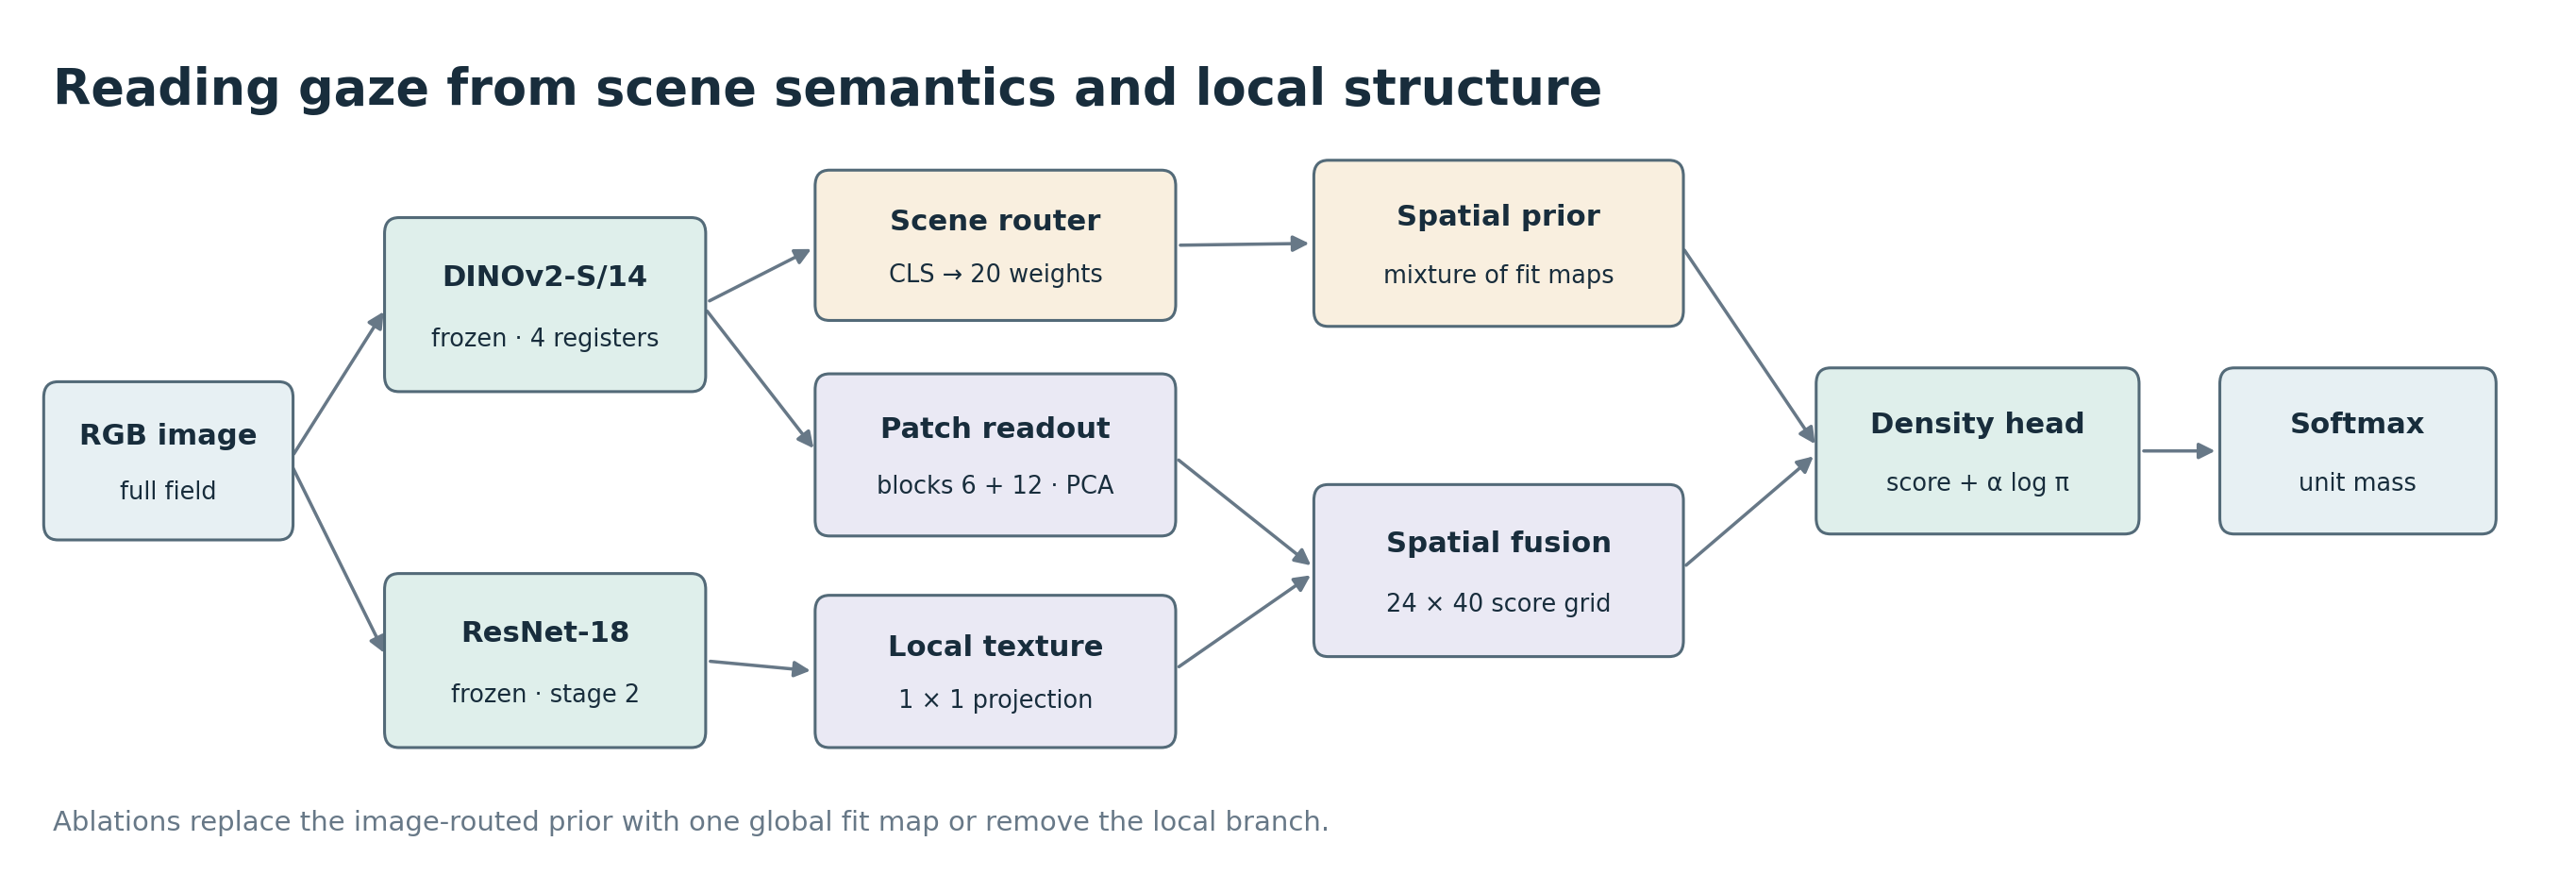 Reading gaze from scene semantics and local structure
RGB image
full field
DINOv2-S/14
frozen · 4 registers
ResNet-18
frozen · stage 2
Scene router
CLS → 20 weights
Patch readout
blocks 6 + 12 · PCA
Local texture
1 × 1 projection
Spatial prior
mixture of fit maps
Spatial fusion
24 × 40 score grid
Density head
score + α log π
Softmax
unit mass
Ablations replace the image-routed prior with one global fit map or remove the local branch.